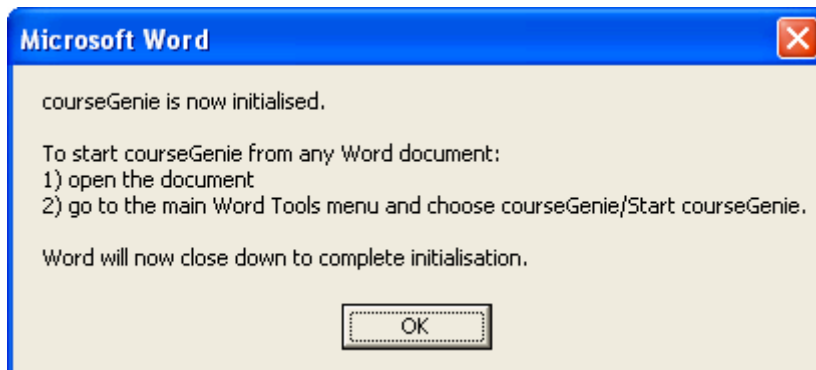 Microsoft Word
courseGenie is now initialised.
To start courseGenie from any Word document:
1) open the document
2) go to the main Word Tools menu and choose courseGenie/Start courseGenie.
Word will now close down to complete initialisation.
OK